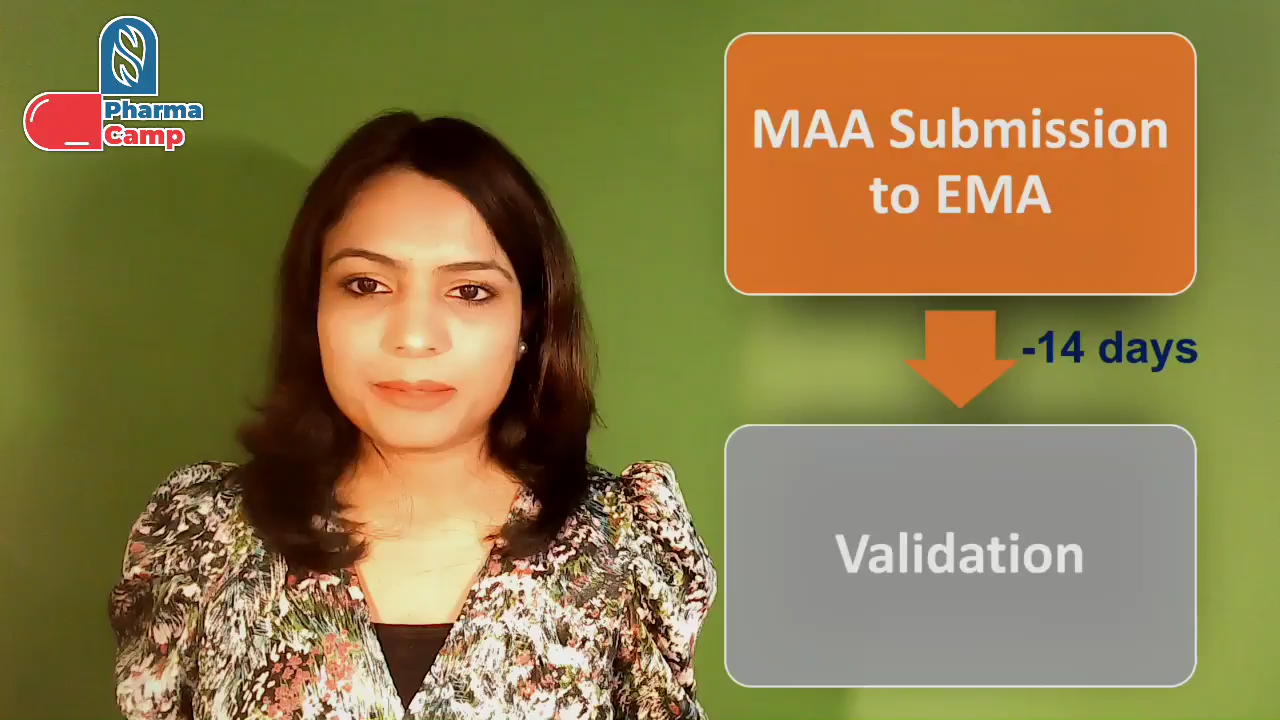 Pharma
Camp
MAA Submission
to EMA
-14 days
Validation